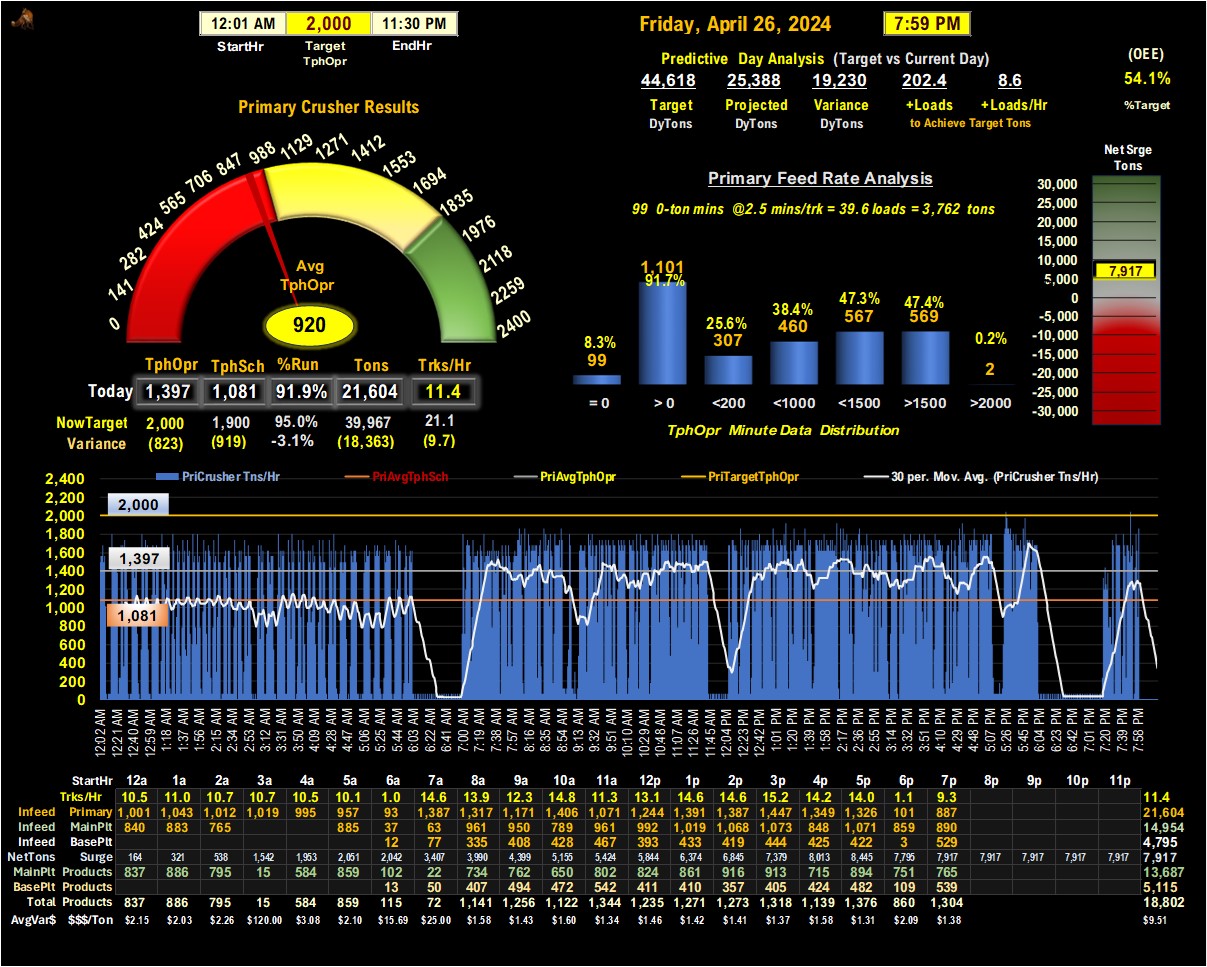 12:01 AM 2,000 11:30 PM
StartHr Target EndHr
TphOpr
Friday, April 26, 2024 7:59 PM
Predictive Day Analysis (Target vs Current Day)
44,618 25,388 19,230 202.4 8.6
Target Projected Variance +Loads +Loads/Hr
DyTons DyTons DyTons to Achieve Target Tons
(OEE)
54.1%
%Target
Primary Crusher Results
0 141 282 424 565 706 847 988 1129 1271 1412 1553 1694 1835 1976 2118 2259 2400
Avg
TphOpr
920
TphOpr TphSch %Run Tons Trks/Hr
Today 1,397 1,081 91.9% 21,604 11.4
NowTarget 2,000 1,900 95.0% 39,967 21.1
Variance (823) (919) -3.1% (18,363) (9.7)
Primary Feed Rate Analysis
99 0-ton mins @2.5 mins/trk = 39.6 loads = 3,762 tons
8.3% 91.7% 25.6% 38.4% 47.3% 47.4% 0.2%
99 1,101 307 460 567 569 2
= 0 > 0 <200 <1000 <1500 >1500 >2000
TphOpr Minute Data Distribution
Net Srge
Tons
30,000
25,000
20,000
15,000
10,000
7,917
5,000
0
-5,000
-10,000
-15,000
-20,000
-25,000
-30,000
PriCrusher Tns/Hr PriAvgTphSch PriAvgTphOpr PriTargetTphOpr 30 per. Mov. Avg. (PriCrusher Tns/Hr)
2,400
2,200
2,000
1,800
1,600
1,400
1,200
1,000
800
600
400
200
0
2,000
1,397
1,081
12:02 AM 12:21 AM 12:40 AM 12:59 AM 1:18 AM 1:37 AM 1:56 AM 2:15 AM 2:34 AM 2:53 AM 3:12 AM 3:31 AM 3:50 AM 4:09 AM 4:28 AM 4:47 AM 5:06 AM 5:25 AM 5:44 AM 6:03 AM 6:22 AM 6:41 AM 7:00 AM 7:19 AM 7:38 AM 7:57 AM 8:16 AM 8:35 AM 8:54 AM 9:13 AM 9:32 AM 9:51 AM 10:10 AM 10:29 AM 10:48 AM 11:07 AM 11:26 AM 11:45 AM 12:04 PM 12:23 PM 12:42 PM 1:01 PM 1:20 PM 1:39 PM 1:58 PM 2:17 PM 2:36 PM 2:55 PM 3:14 PM 3:32 PM 3:51 PM 4:10 PM 4:29 PM 4:48 PM 5:07 PM 5:26 PM 5:45 PM 6:04 PM 6:23 PM 6:42 PM 7:01 PM 7:20 PM 7:39 PM 7:58 PM
StartHr 12a 1a 2a 3a 4a 5a 6a 7a 8a 9a 10a 11a 12p 1p 2p 3p 4p 5p 6p 7p 8p 9p 10p 11p
Trks/Hr 10.5 11.0 10.7 10.7 10.5 10.1 1.0 14.6 13.9 12.3 14.8 11.3 13.1 14.6 14.6 15.2 14.2 14.0 1.1 9.3 11.4
Infeed Primary 1,001 1,043 1,012 1,019 995 957 93 1,387 1,317 1,171 1,406 1,071 1,244 1,391 1,387 1,447 1,349 1,326 101 887 21,604
Infeed MainPlt 840 883 765 885 37 63 961 950 789 961 992 1,019 1,068 1,073 848 1,071 859 890 14,954
Infeed BasePlt 12 77 335 408 428 467 393 433 419 444 425 422 3 529 4,795
NetTons Surge 164 321 538 1,542 1,953 2,051 2,042 3,407 3,990 4,399 5,155 5,424 5,844 6,374 6,845 7,379 8,013 8,445 7,795 7,917 7,917 7,917 7,917 7,917 7,917
MainPlt Products 837 886 795 15 584 859 102 22 734 762 650 802 824 861 916 913 715 894 751 765 13,687
BasePlt Products 13 50 407 494 472 542 411 410 357 405 424 482 109 539 5,115
Total Products 837 886 795 15 584 859 115 72 1,141 1,256 1,122 1,344 1,235 1,271 1,273 1,318 1,139 1,376 860 1,304 18,802
AvgVar$ $$$/Ton $2.15 $2.03 $2.26 $120.00 $3.08 $2.10 $15.69 $25.00 $1.58 $1.43 $1.60 $1.34 $1.46 $1.42 $1.41 $1.37 $1.58 $1.31 $2.09 $1.38 $9.51